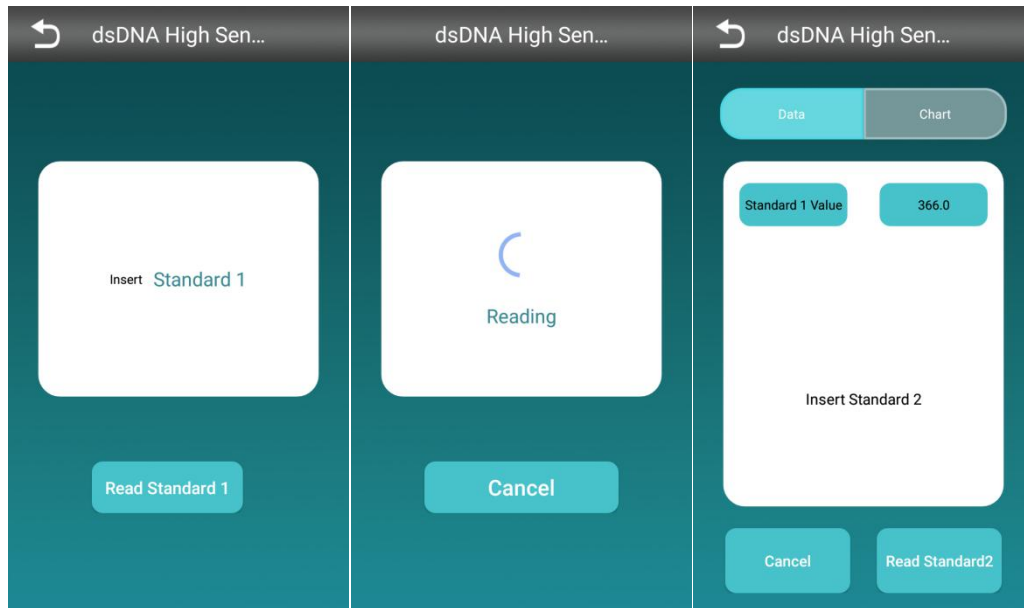 dsDNA High Sen...
Insert Standard 1
Read Standard 1
dsDNA High Sen...
Reading
Cancel
dsDNA High Sen...
Data Chart
Standard 1 Value 366.0
Insert Standard 2
Cancel Read Standard2